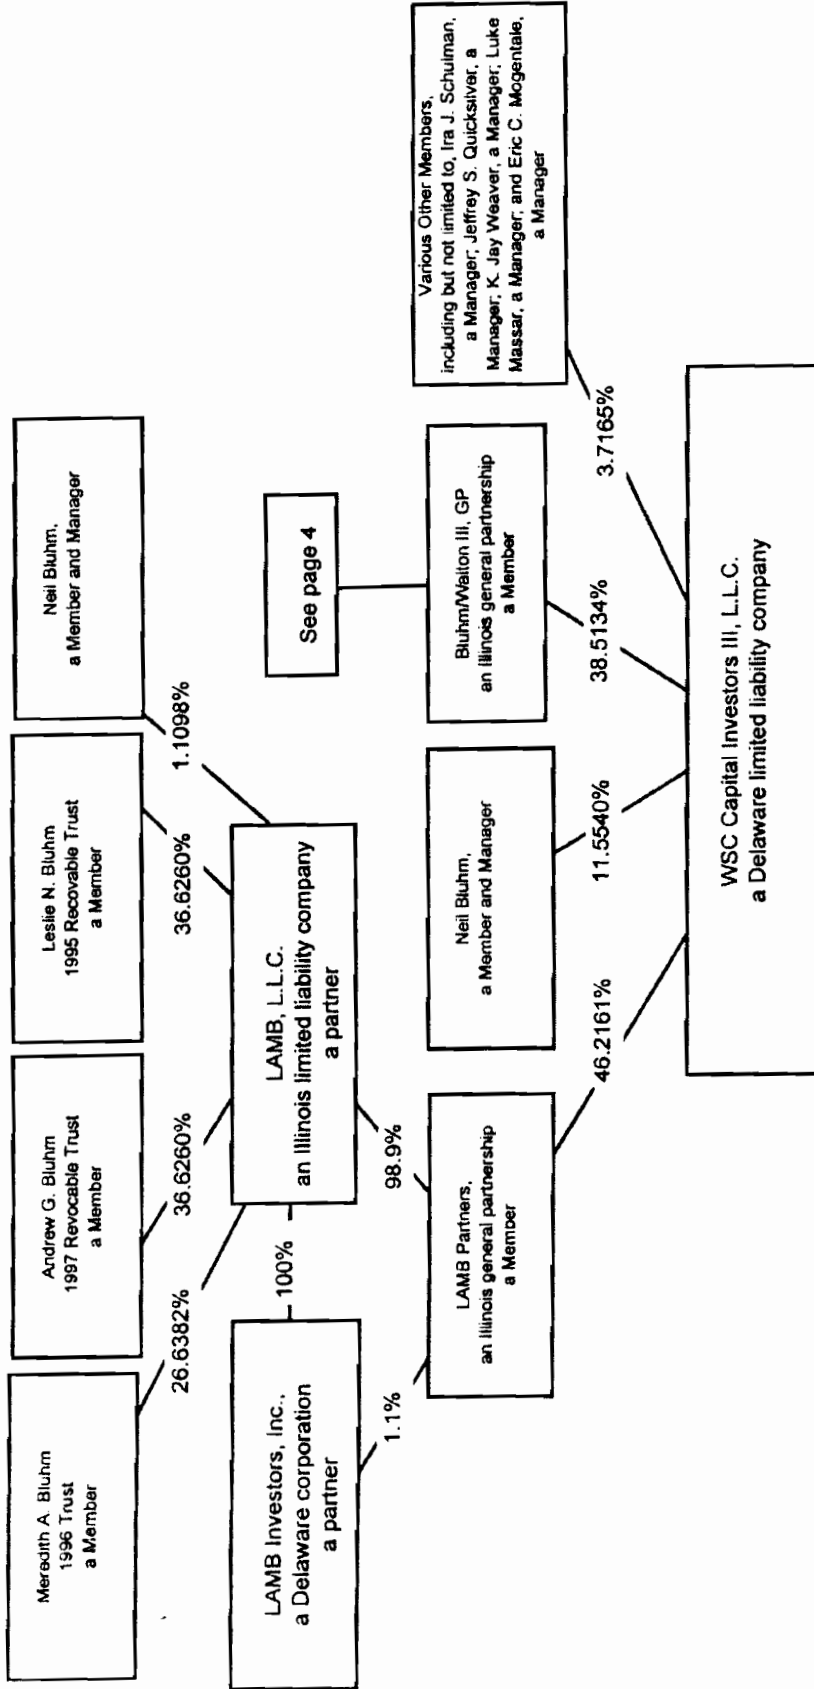 Meredith A. Bluhm
1996 Trust
a Member
Andrew G. Bluhm
1997 Revocable Trust
a Member
Leslie N. Bluhm
1995 Recovable Trust
a Member
Neil Bluhm,
a Member and Manager
26.6382%
36.6260%
36.6260%
1.1098%
LAMB Investors, Inc.,
a Delaware corporation
a partner
100%
LAMB, L.L.C.
an Illinois limited liability company
a partner
See page 4
1.1%
98.9%
LAMB Partners,
an Illinois general partnership
a Member
Neil Bluhm,
a Member and Manager
Bluhm/Walton III, GP
an Illinois general partnership
a Member
Various Other Members,
including but not limited to, Ira J. Schulman,
a Manager; Jeffrey S. Quicksilver, a
Manager; K. Jay Weaver, a Manager; Luke
Massar, a Manager; and Eric C. Mogentale,
a Manager
46.2161%
11.5540%
38.5134%
3.7165%
WSC Capital Investors III, L.L.C.
a Delaware limited liability company